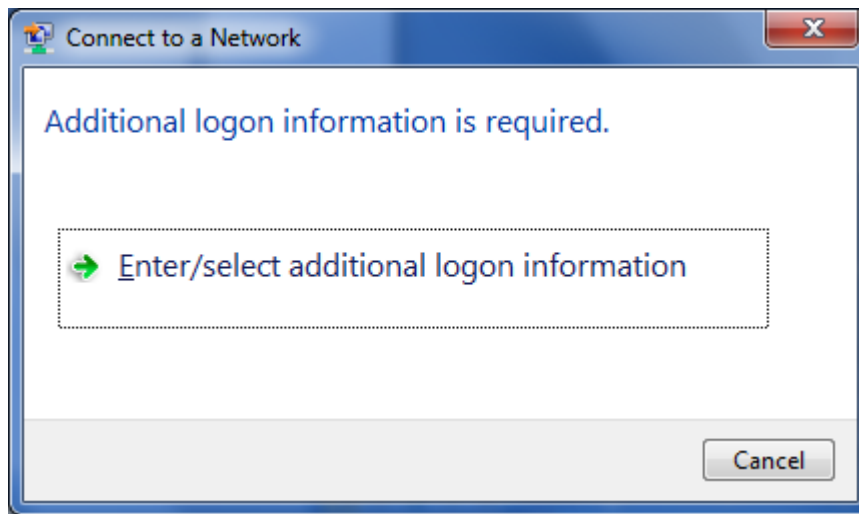 Connect to a Network
Additional logon information is required.
Enter/select additional logon information
Cancel